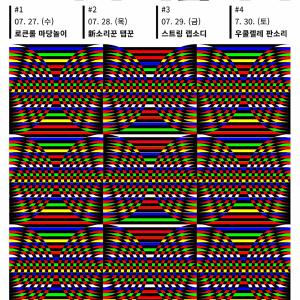 #1
07. 27. (수)
로큰롤 마당놀이
#2
07. 28. (목)
新소리꾼 맵꾼
#3
07. 29. (금)
스트링 랩소디
#4
7. 30. (토)
우쿨렐레 판소리